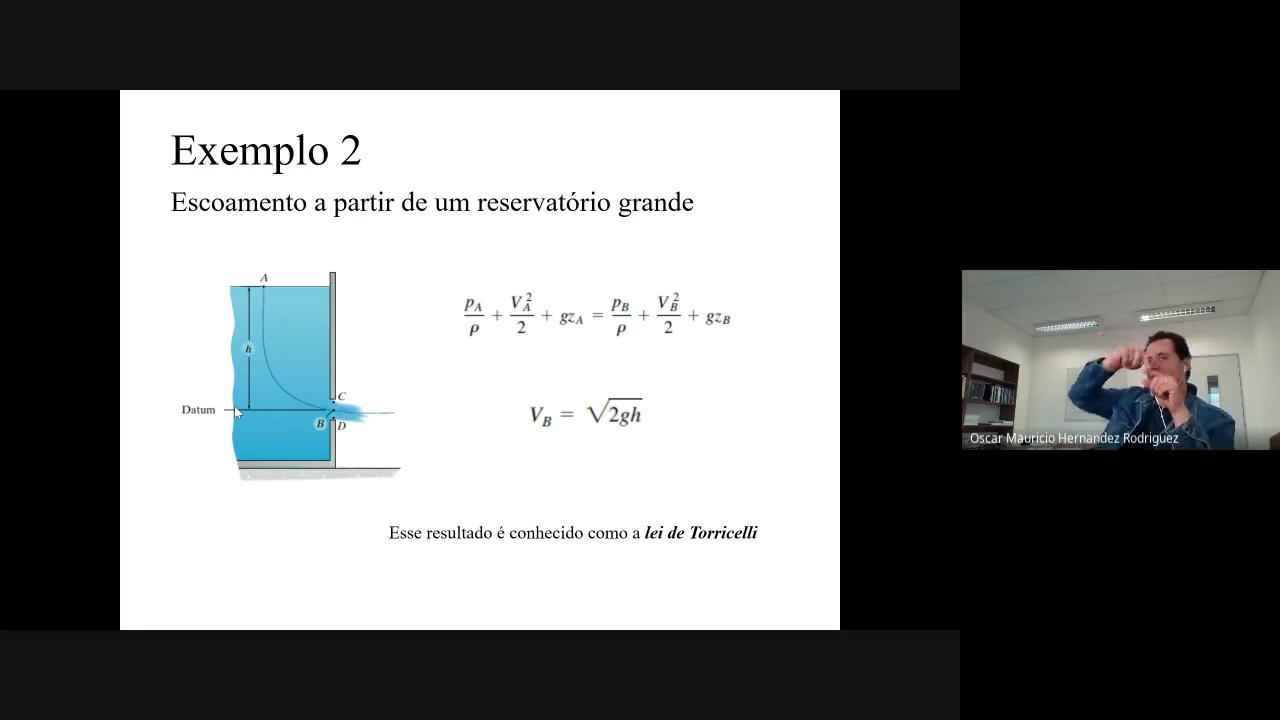 Exemplo 2
Escoamento a partir de um reservatório grande
A
h
Datum
C
B
D
p_A/ρ + V_A²/2 + gz_A = p_B/ρ + V_B²/2 + gz_B
V_B = √2gh
Esse resultado é conhecido como a lei de Torricelli
Oscar Mauricio Hernandez Rodriguez